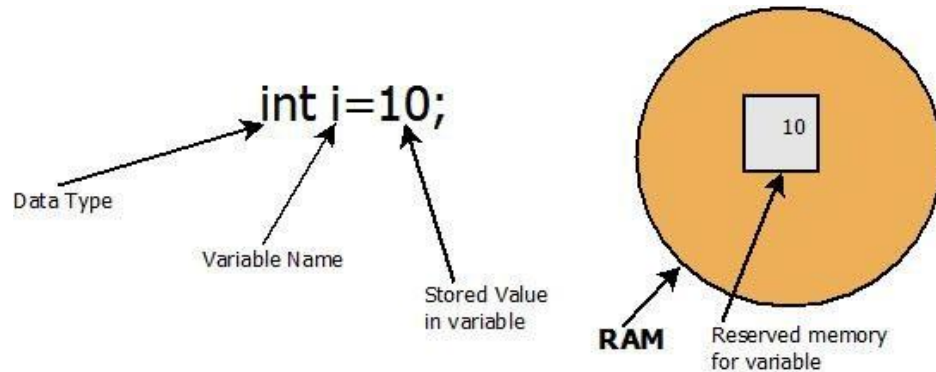 int i=10;
Data Type
Variable Name
Stored Value
in variable
10
RAM
Reserved memory
for variable